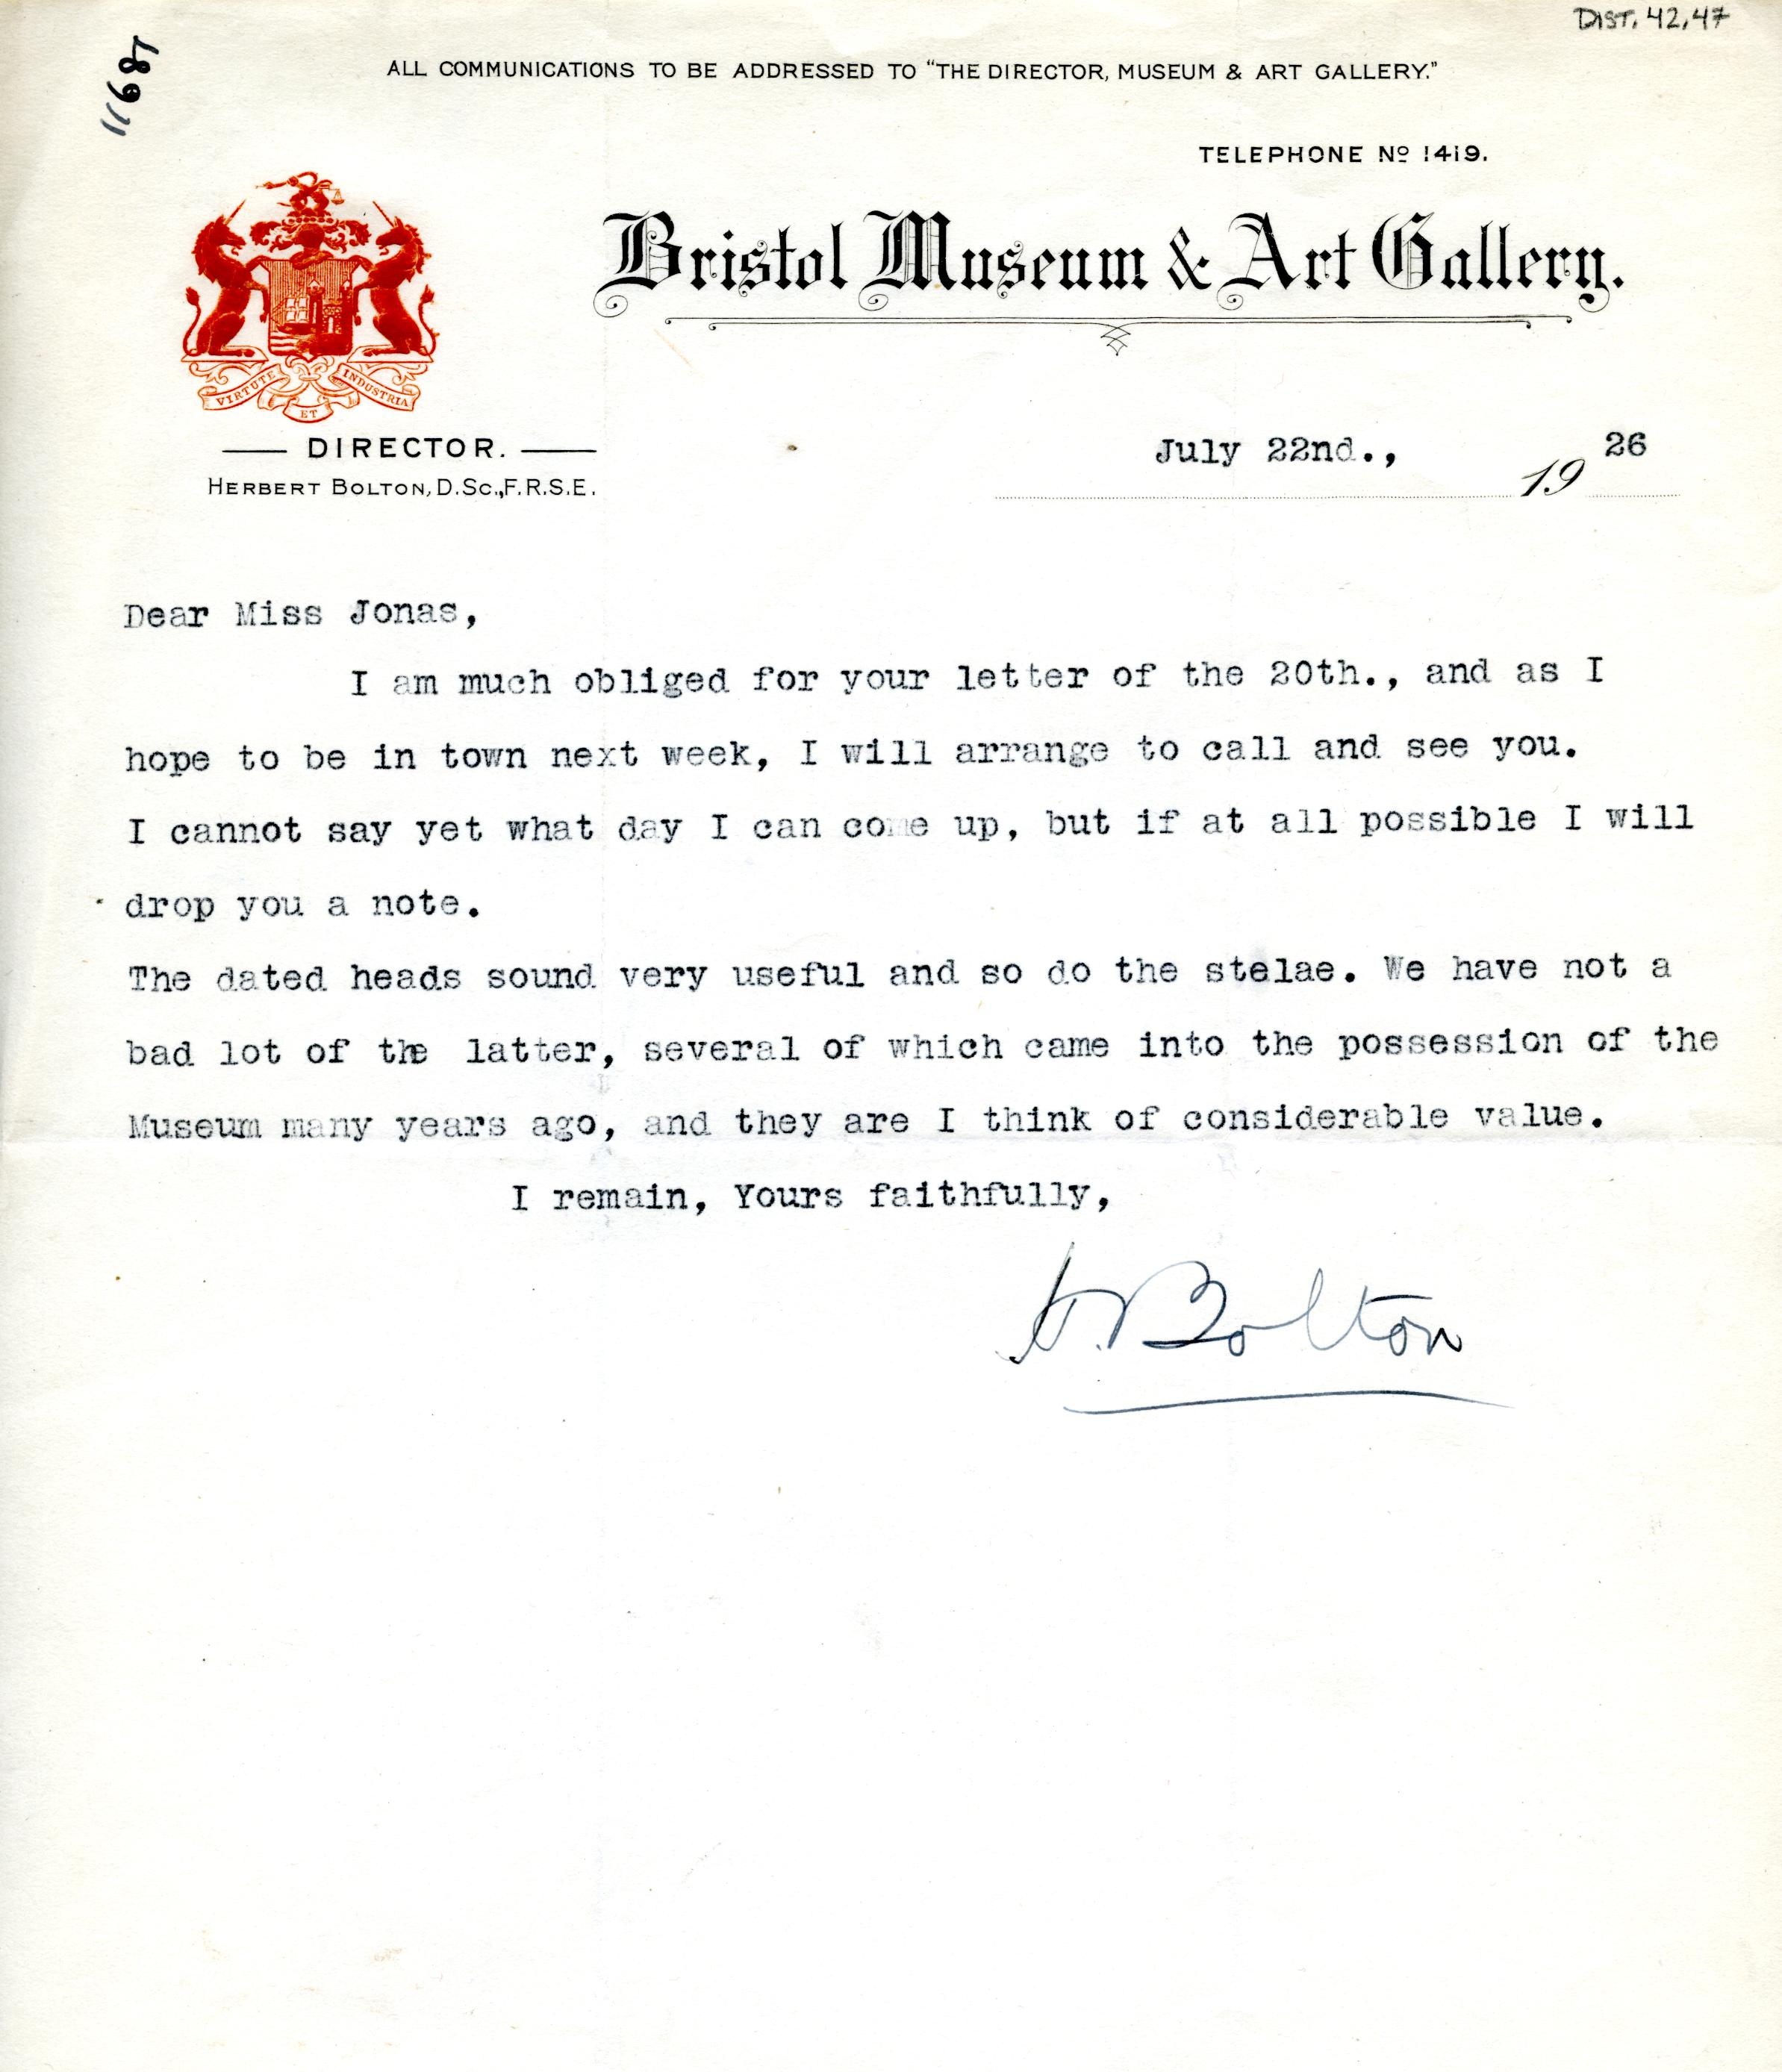 DIST. 42,47
11687
ALL COMMUNICATIONS TO BE ADDRESSED TO "THE DIRECTOR, MUSEUM & ART GALLERY."
TELEPHONE Nº 1419.
Bristol Museum & Art Gallery.
VIRTUTE ET INDUSTRIA
DIRECTOR.
HERBERT BOLTON, D.SC., F.R.S.E.
July 22nd., 1926
Dear Miss Jonas,
I am much obliged for your letter of the 20th., and as I
hope to be in town next week, I will arrange to call and see you.
I cannot say yet what day I can come up, but if at all possible I will
drop you a note.
The dated heads sound very useful and so do the stelae. We have not a
bad lot of the latter, several of which came into the possession of the
Museum many years ago, and they are I think of considerable value.
I remain, Yours faithfully,
H. Bolton